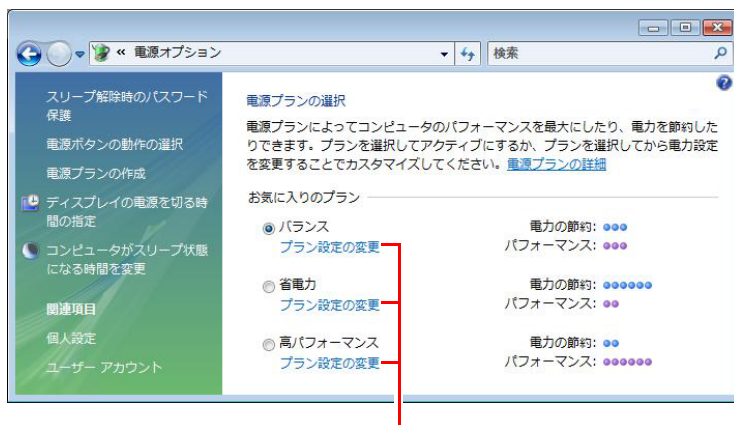 « 電源オプション
検索
スリープ解除時のパスワード
保護
電源ボタンの動作の選択
電源プランの作成
ディスプレイの電源を切る時
間の指定
コンピュータがスリープ状態
になる時間を変更
関連項目
個人設定
ユーザー アカウント
電源プランの選択
電源プランによってコンピュータのパフォーマンスを最大にしたり、電力を節約した
りできます。プランを選択してアクティブにするか、プランを選択してから電力設定
を変更することでカスタマイズしてください。電源プランの詳細
お気に入りのプラン
バランス
電力の節約:
プラン設定の変更
パフォーマンス:
省電力
電力の節約:
プラン設定の変更
パフォーマンス:
高パフォーマンス
電力の節約:
プラン設定の変更
パフォーマンス: